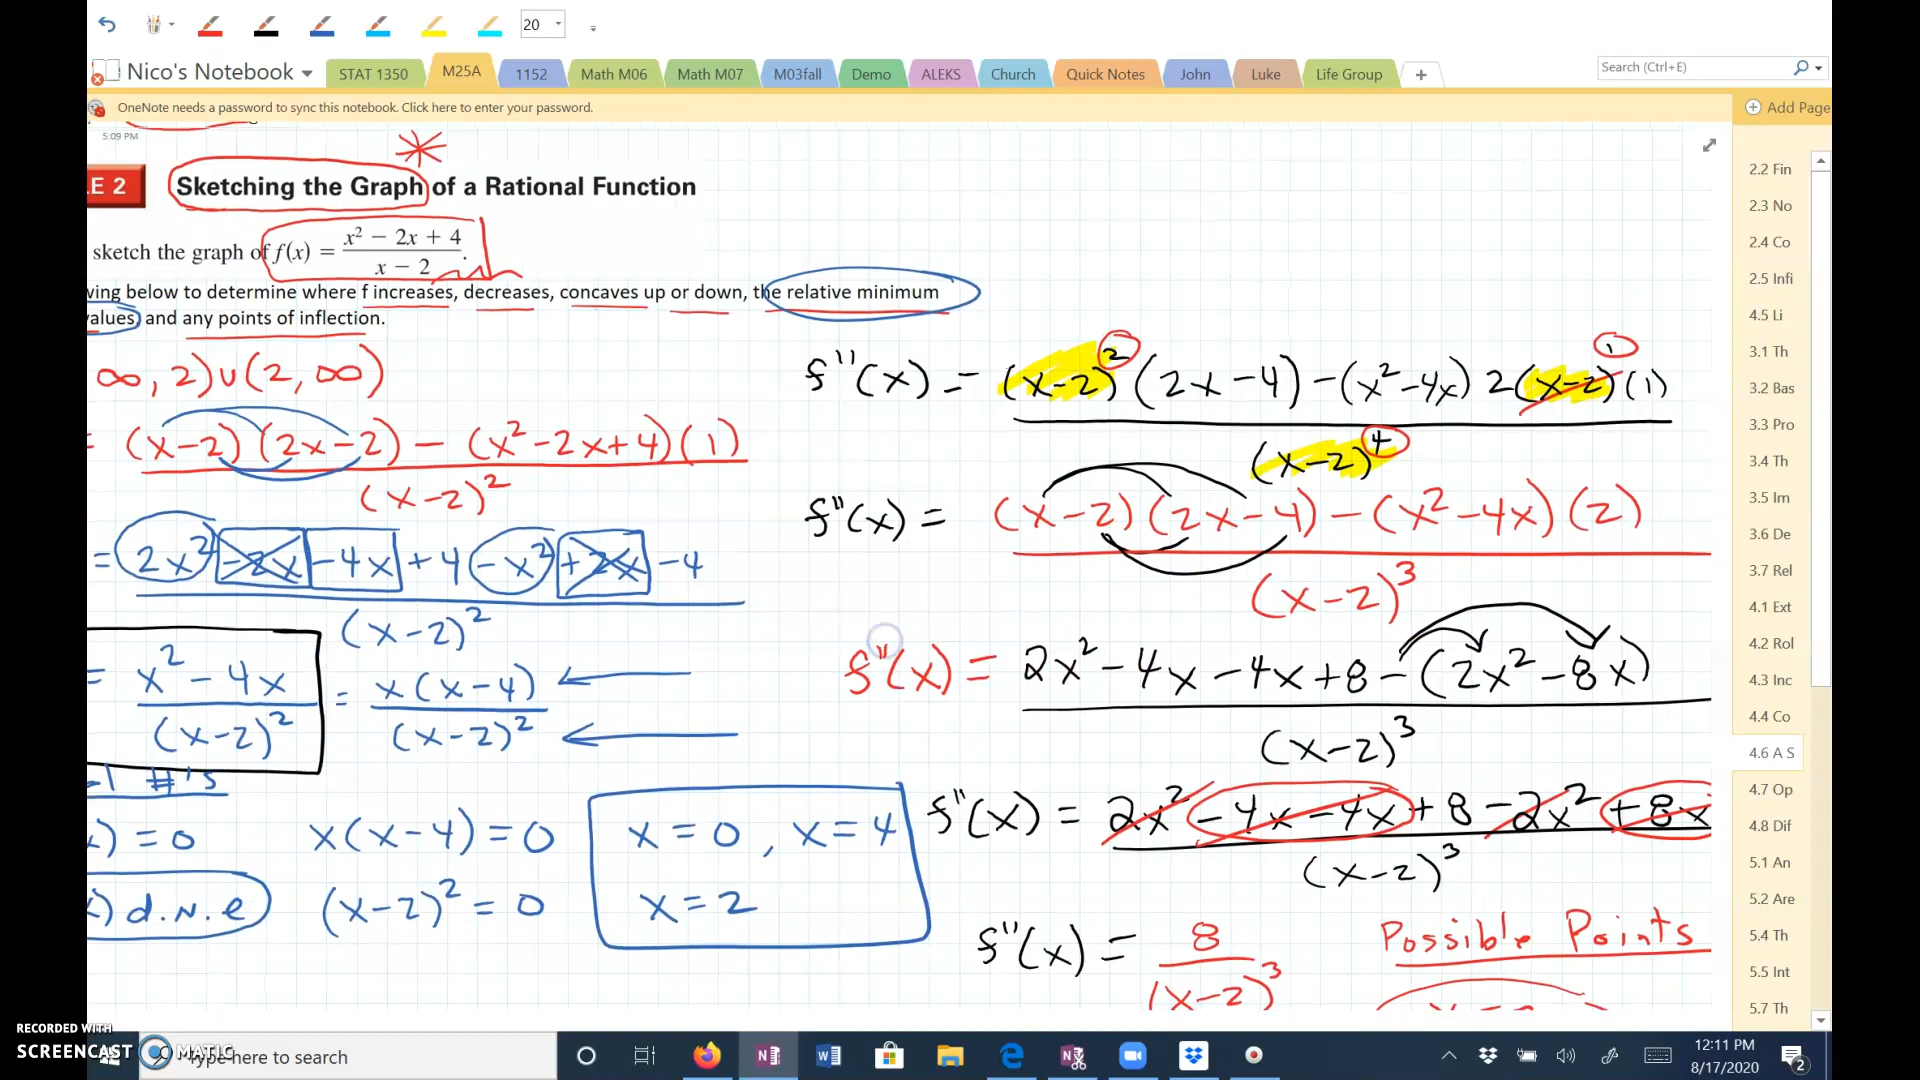 20
Nico's Notebook
STAT 1350
M25A
1152
Math M06
Math M07
M03fall
Demo
ALEKS
Church
Quick Notes
John
Luke
Life Group
Search (Ctrl+E)
OneNote needs a password to sync this notebook. Click here to enter your password.
Add Page
5:09 PM
E 2
Sketching the Graph of a Rational Function
sketch the graph of f(x) = (x² − 2x + 4)/(x − 2).
wing below to determine where f increases, decreases, concaves up or down, the relative minimum
values, and any points of inflection.
∞, 2) ∪ (2, ∞)
= ((x−2)(2x−2) − (x²−2x+4)(1))/(x−2)²
= (2x² −2x −4x +4 −x² +2x −4)/(x−2)²
= (x² − 4x)/(x−2)² = x(x−4)/(x−2)²
#'s
) = 0 x(x−4) = 0
) d.N.e (x−2)² = 0
x = 0, x = 4
x = 2
f''(x) = ((x−2)²(2x−4) − (x²−4x) 2(x−2)¹(1))/(x−2)⁴
f''(x) = ((x−2)(2x−4) − (x²−4x)(2))/(x−2)³
f''(x) = (2x² − 4x − 4x + 8 − (2x² − 8x))/(x−2)³
f''(x) = (2x² − 4x − 4x + 8 − 2x² + 8x)/(x−2)³
f''(x) = 8/(x−2)³
Possible Points
2.2 Fin
2.3 No
2.4 Co
2.5 Infi
4.5 Li
3.1 Th
3.2 Bas
3.3 Pro
3.4 Th
3.5 Im
3.6 De
3.7 Rel
4.1 Ext
4.2 Rol
4.3 Inc
4.4 Co
4.6 A S
4.7 Op
4.8 Dif
5.1 An
5.2 Are
5.4 Th
5.5 Int
5.7 Th
RECORDED WITH
SCREENCAST MATIC
Type here to search
12:11 PM
8/17/2020
2